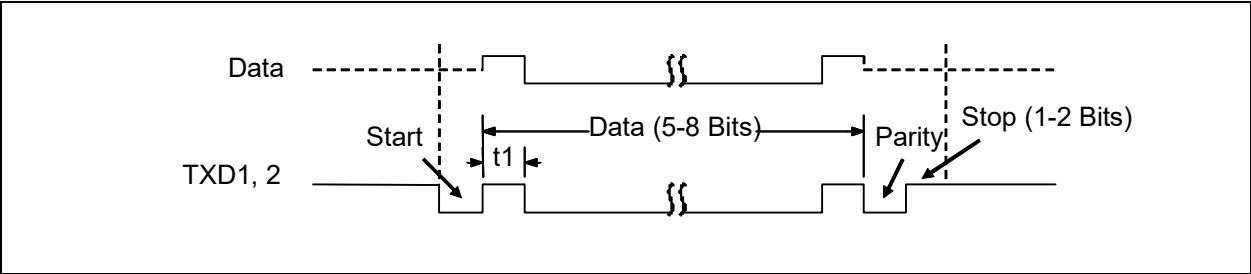 Data
Start
Data (5-8 Bits)
Parity
Stop (1-2 Bits)
t1
TXD1, 2